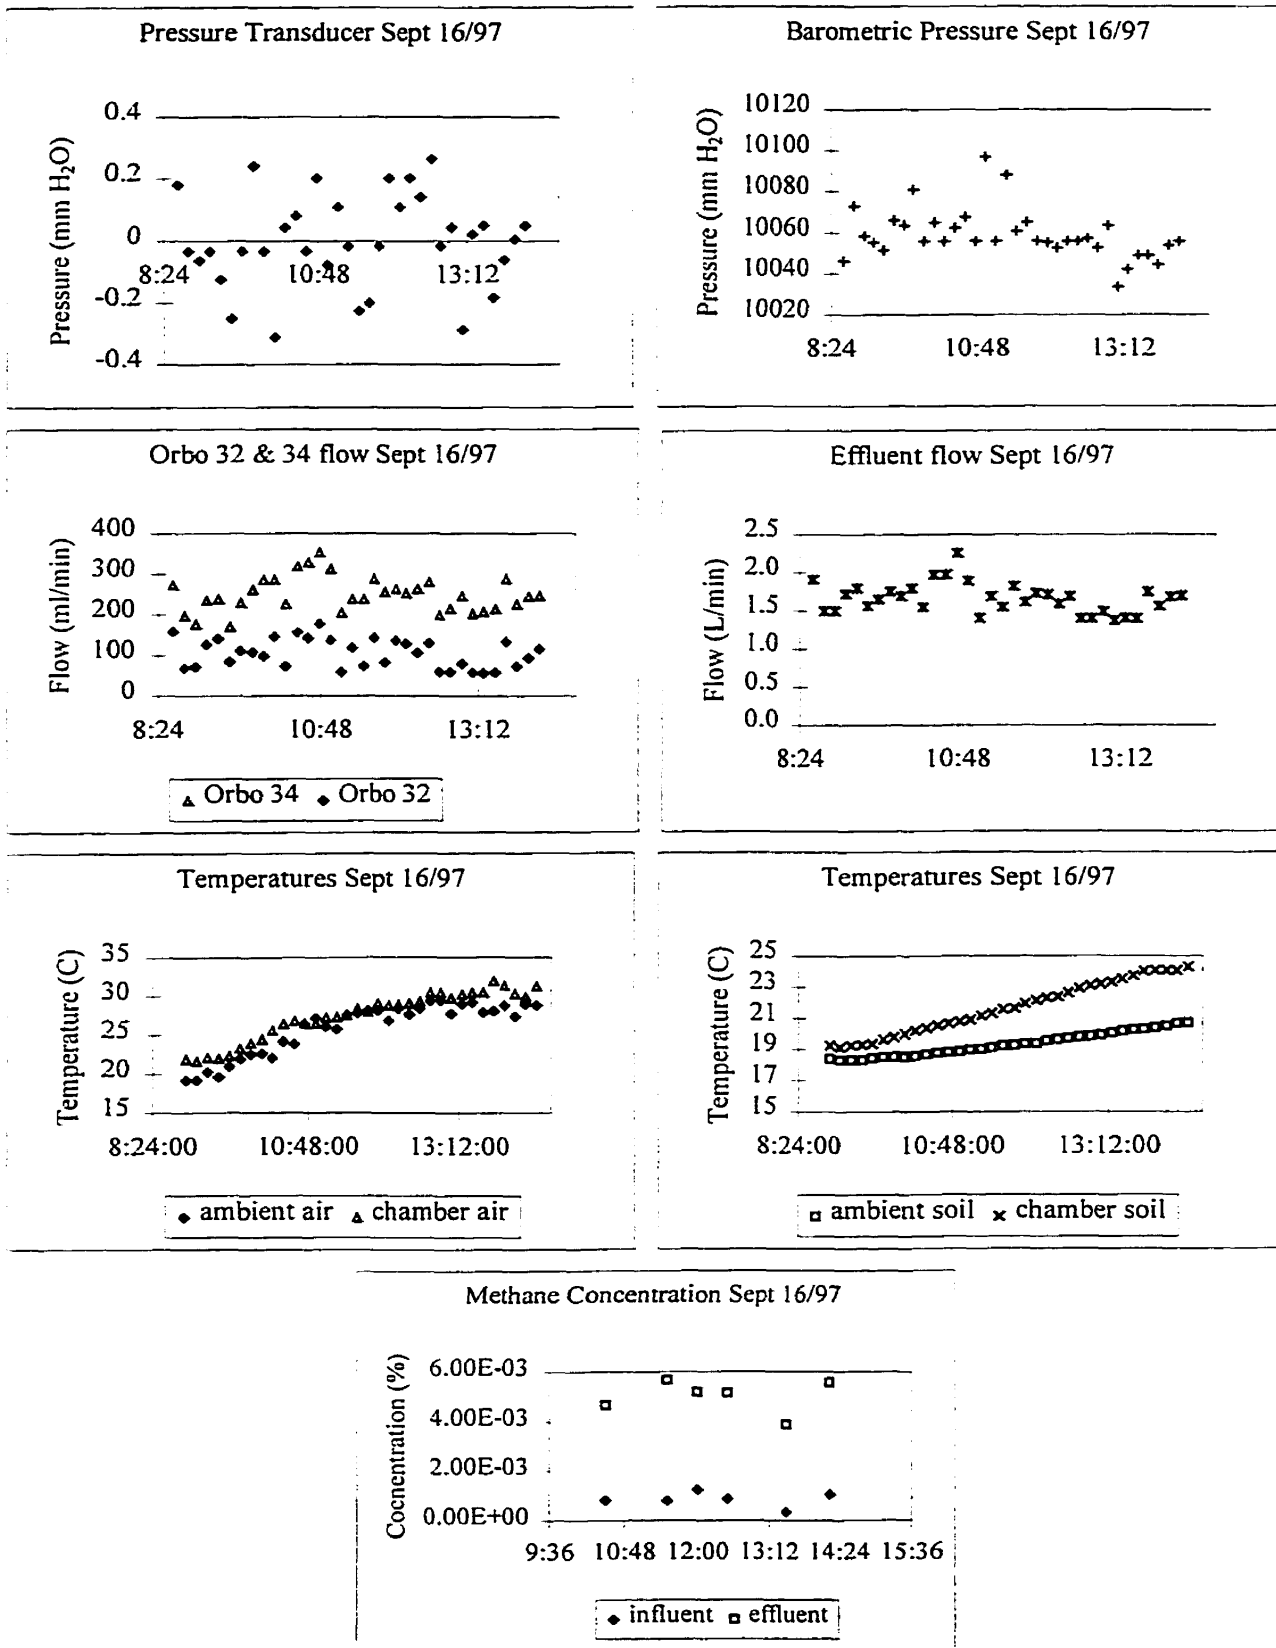 Pressure Transducer Sept 16/97
Pressure (mm H₂O)
0.4
0.2
0
-0.2
-0.4
8:24 10:48 13:12
Barometric Pressure Sept 16/97
Pressure (mm H₂O)
10120
10100
10080
10060
10040
10020
8:24 10:48 13:12
Orbo 32 & 34 flow Sept 16/97
Flow (ml/min)
400
300
200
100
0
8:24 10:48 13:12
Orbo 34 Orbo 32
Effluent flow Sept 16/97
Flow (L/min)
2.5
2.0
1.5
1.0
0.5
0.0
8:24 10:48 13:12
Temperatures Sept 16/97
Temperature (C)
35
30
25
20
15
8:24:00 10:48:00 13:12:00
ambient air chamber air
Temperatures Sept 16/97
Temperature (C)
25
23
21
19
17
15
8:24:00 10:48:00 13:12:00
ambient soil chamber soil
Methane Concentration Sept 16/97
Cocnentration (%)
6.00E-03
4.00E-03
2.00E-03
0.00E+00
9:36 10:48 12:00 13:12 14:24 15:36
influent effluent